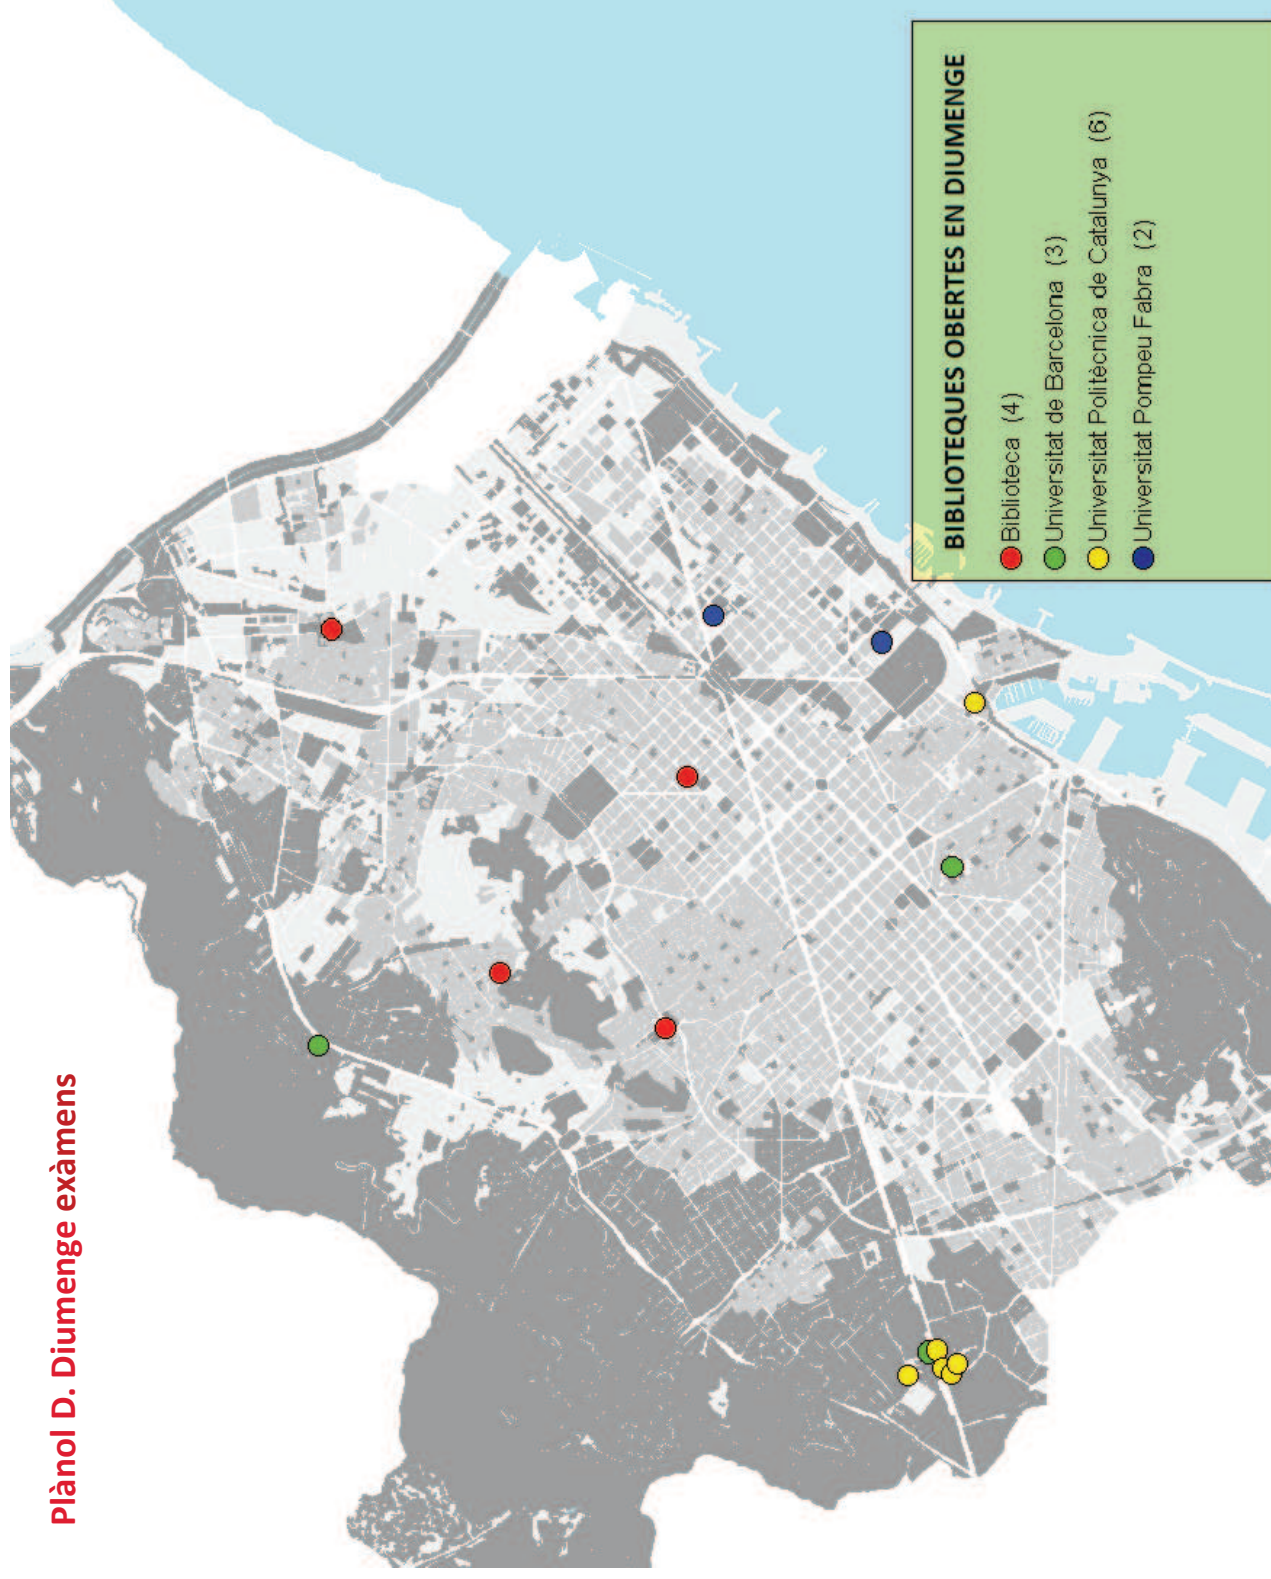 Plànol D. Diumenge exàmens
BIBLIOTEQUES OBERTES EN DIUMENGE
Biblioteca (4)
Universitat de Barcelona (3)
Universitat Politècnica de Catalunya (6)
Universitat Pompeu Fabra (2)